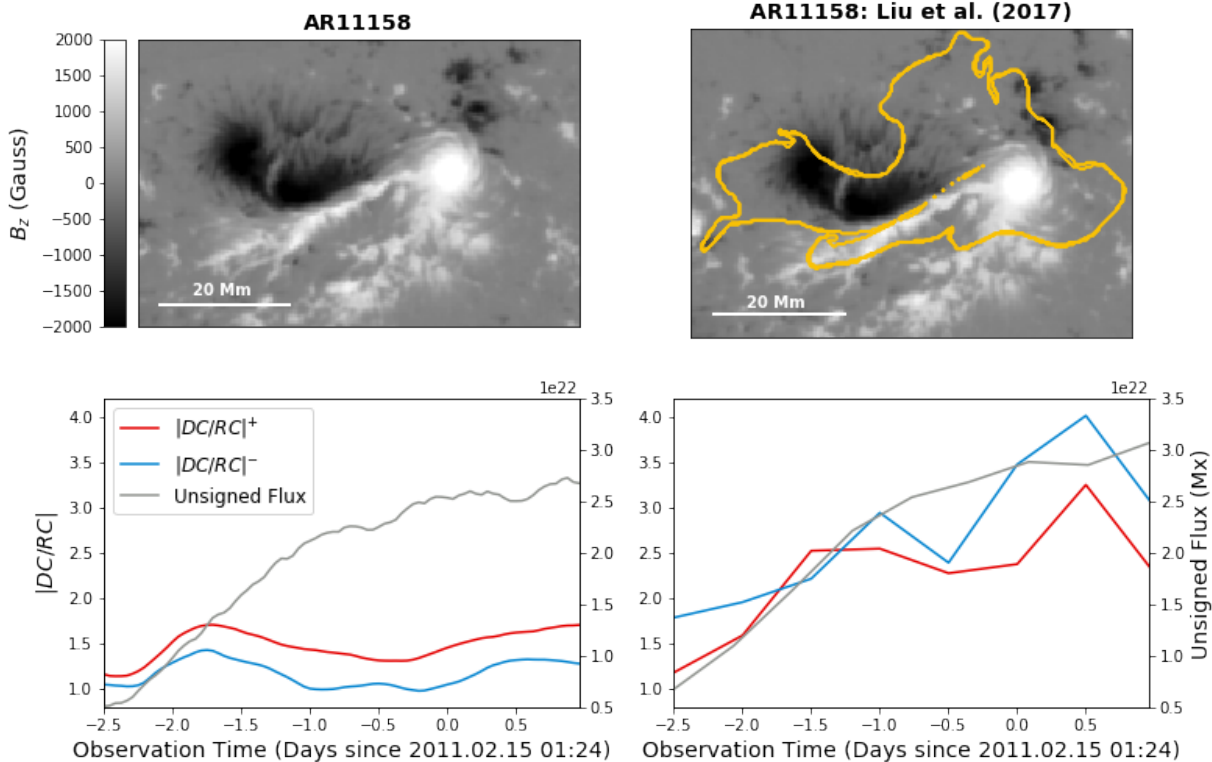 AR11158
AR11158: Liu et al. (2017)
2000
1500
1000
500
0
−500
−1000
−1500
−2000
B_z (Gauss)
20 Mm
20 Mm
1e22
1e22
|DC/RC|⁺
|DC/RC|⁻
Unsigned Flux
|DC/RC|
4.0
3.5
3.0
2.5
2.0
1.5
1.0
3.5
3.0
2.5
2.0
1.5
1.0
0.5
−2.5 −2.0 −1.5 −1.0 −0.5 0.0 0.5
Observation Time (Days since 2011.02.15 01:24)
4.0
3.5
3.0
2.5
2.0
1.5
1.0
3.5
3.0
2.5
2.0
1.5
1.0
0.5
Unsigned Flux (Mx)
−2.5 −2.0 −1.5 −1.0 −0.5 0.0 0.5
Observation Time (Days since 2011.02.15 01:24)